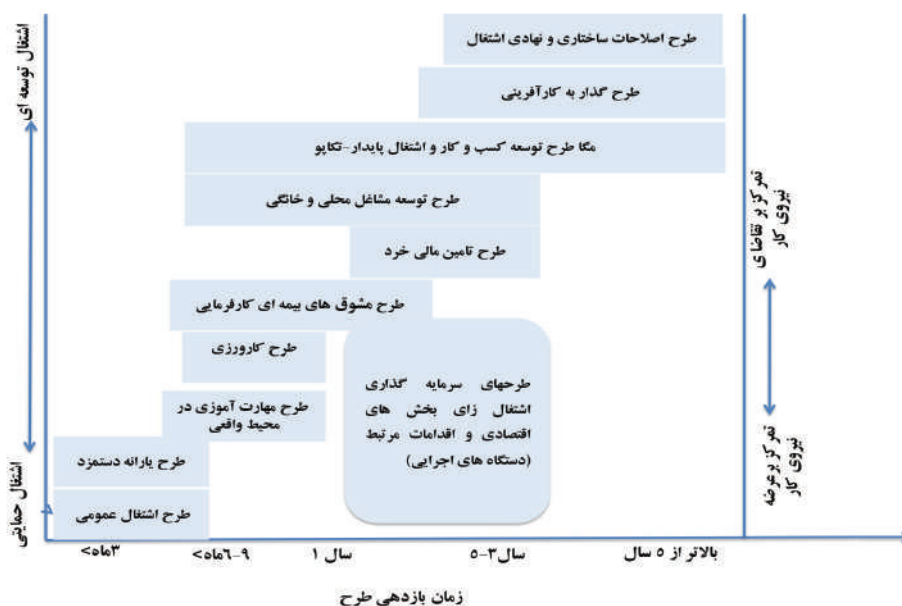 طرح اصلاحات ساختاری و نهادی اشتغال
طرح گذار به کارآفرینی
مگا طرح توسعه کسب و کار و اشتغال پایدار-تکاپو
طرح توسعه مشاغل محلی و خانگی
طرح تامین مالی خرد
طرح مشوق های بیمه ای کارفرمایی
طرح کارورزی
طرح مهارت آموزی در
محیط واقعی
طرح یارانه دستمزد
طرح اشتغال عمومی
طرحهای سرمایه گذاری
اشتغال زای بخش های
اقتصادی و اقدامات مرتبط
(دستگاه های اجرایی)
اشتغال توسعه ای
اشتغال حمایتی
تمرکز بر تقاضای
نیروی کار
تمرکز برعرضه
نیروی کار
۳ماه>
۶-۹ماه>
۱ سال
۳-۵سال
بالاتر از ۵ سال
زمان بازدهی طرح